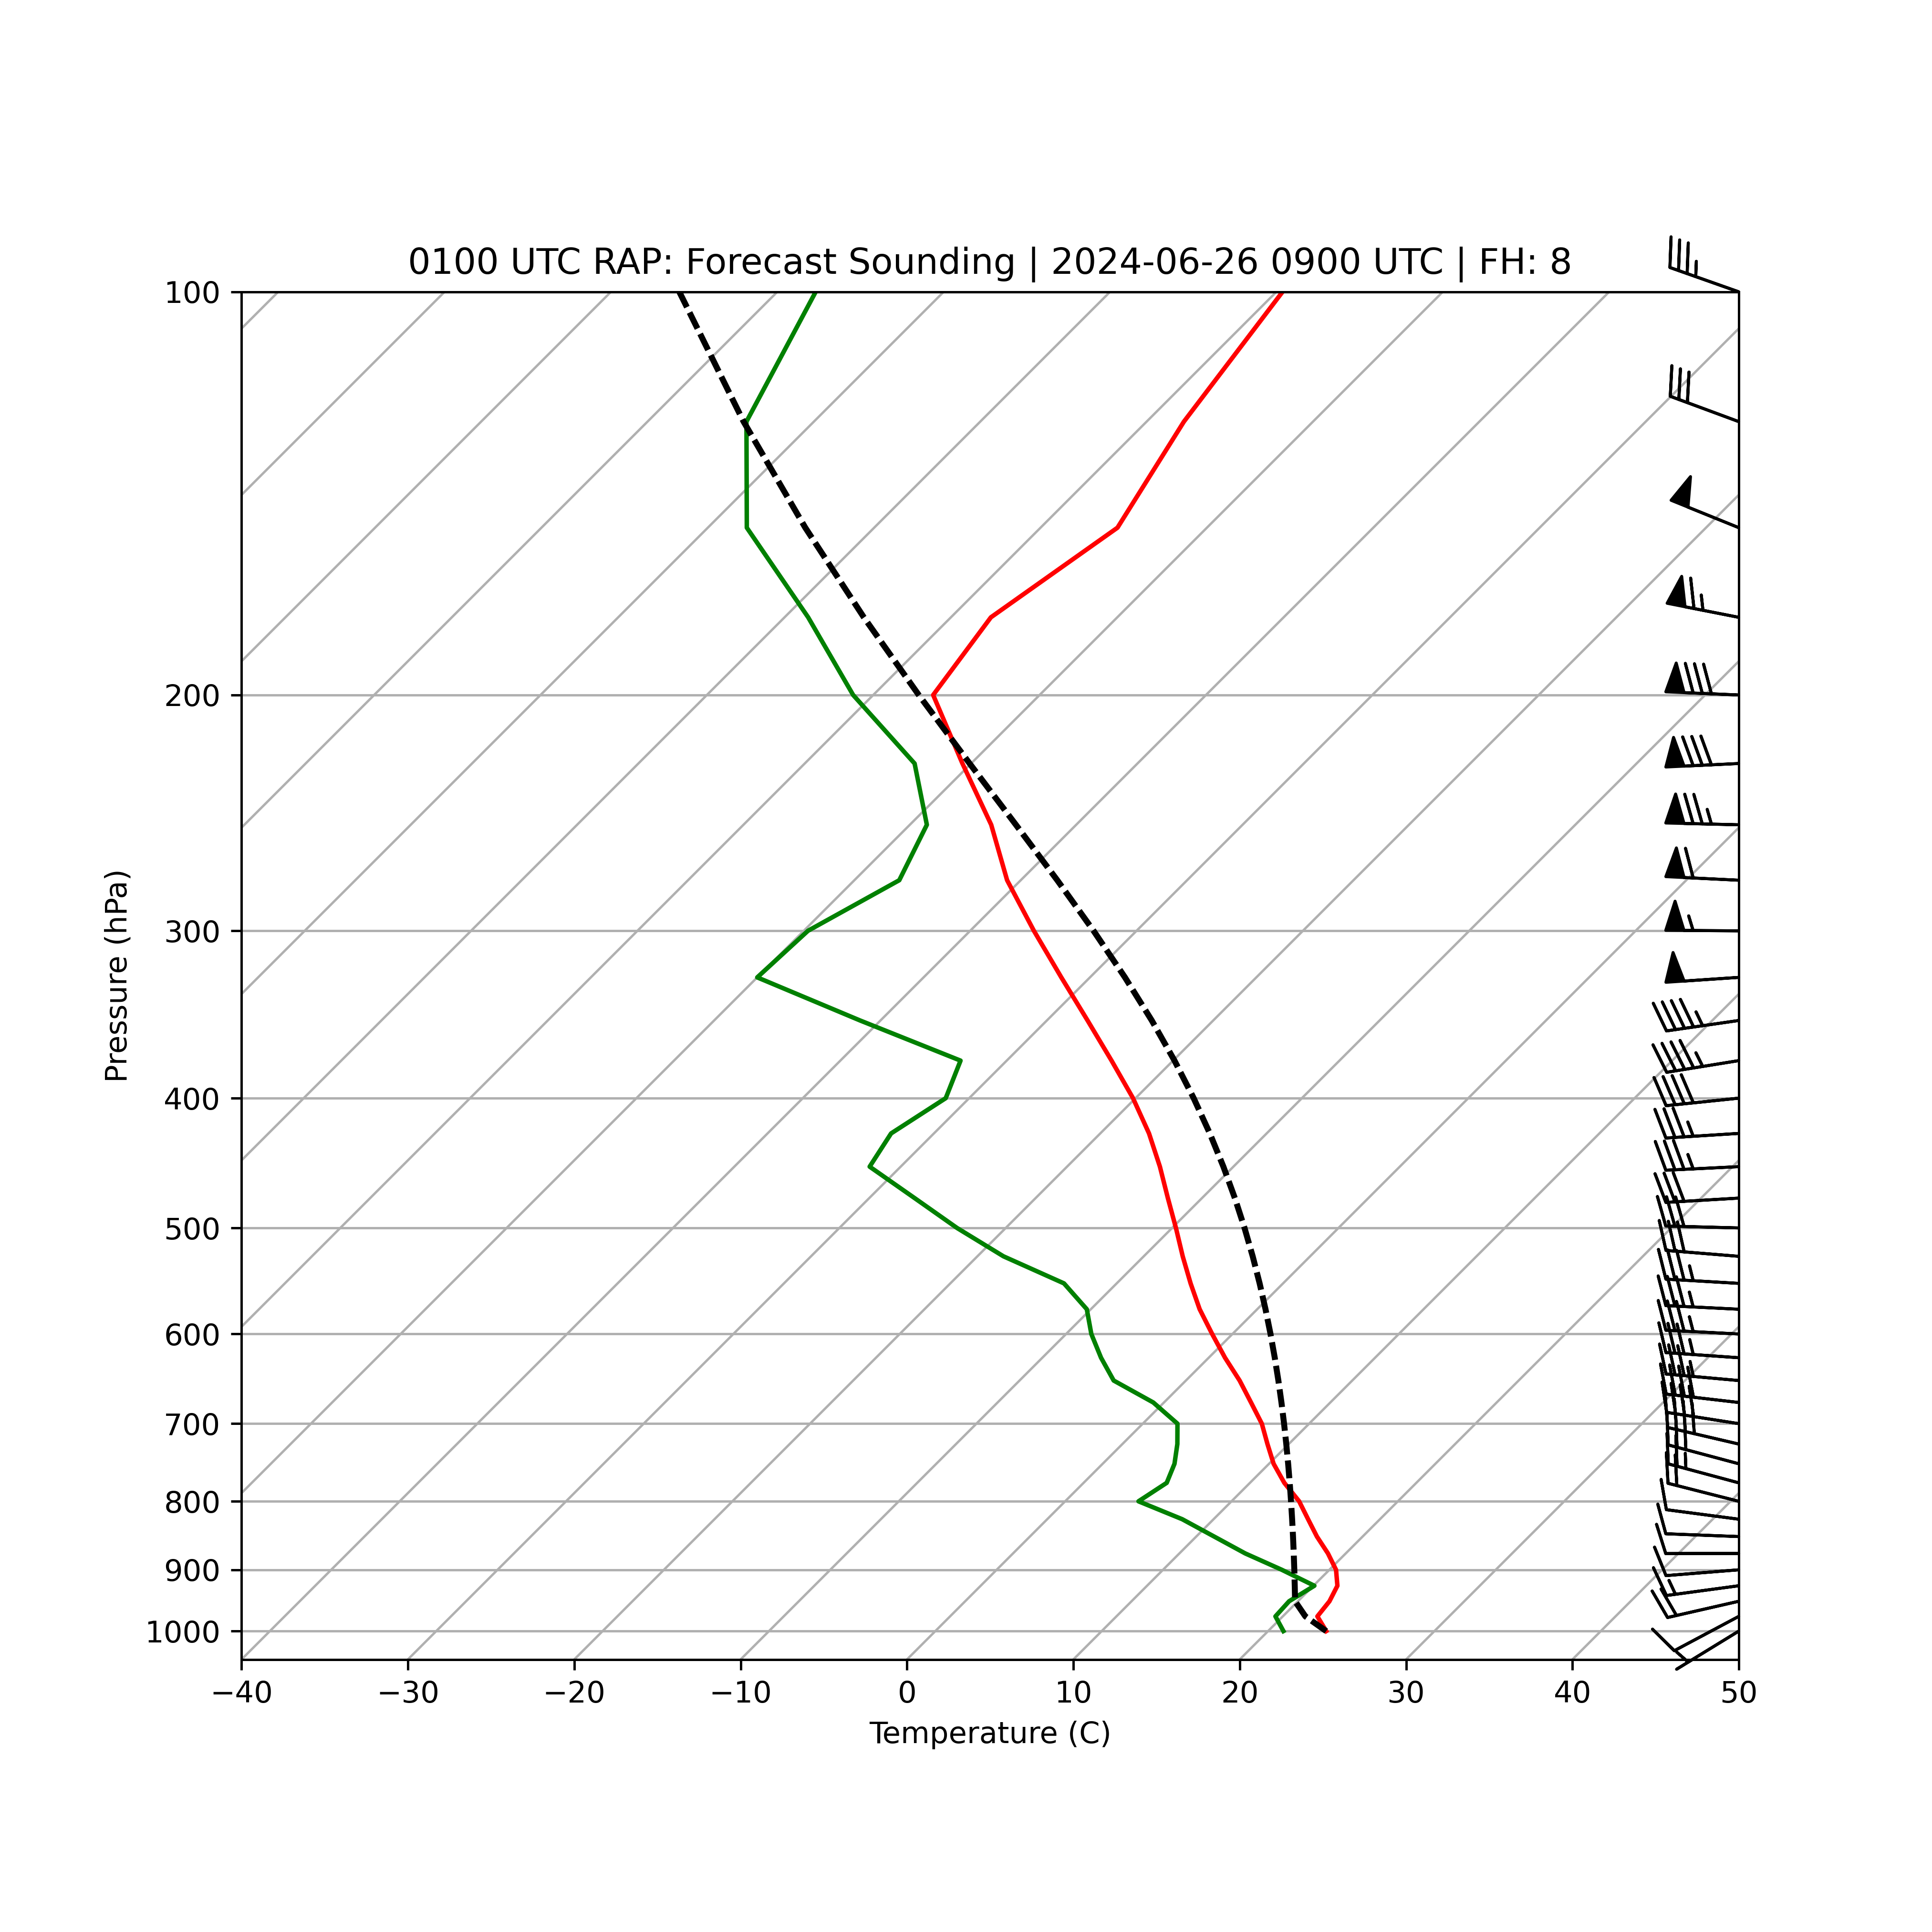 0100 UTC RAP: Forecast Sounding | 2024-06-26 0900 UTC | FH: 8
100
200
300
400
500
600
700
800
900
1000
Pressure (hPa)
−40 −30 −20 −10 0 10 20 30 40 50
Temperature (C)